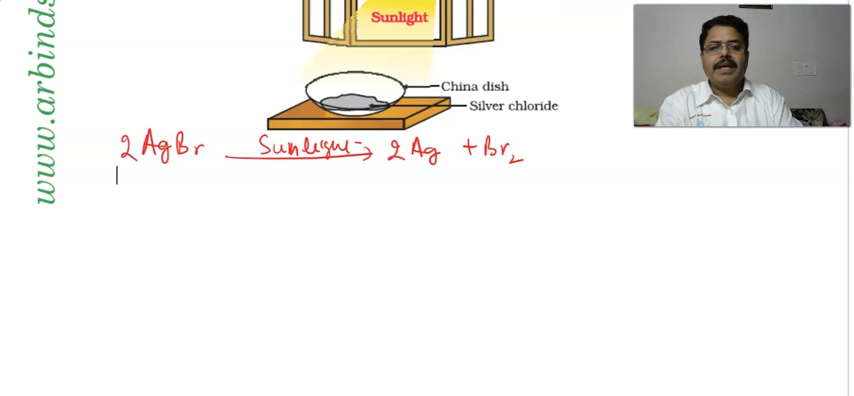 www.arbinds
Sunlight
China dish
Silver chloride
2AgBr Sunlight → 2Ag + Br₂